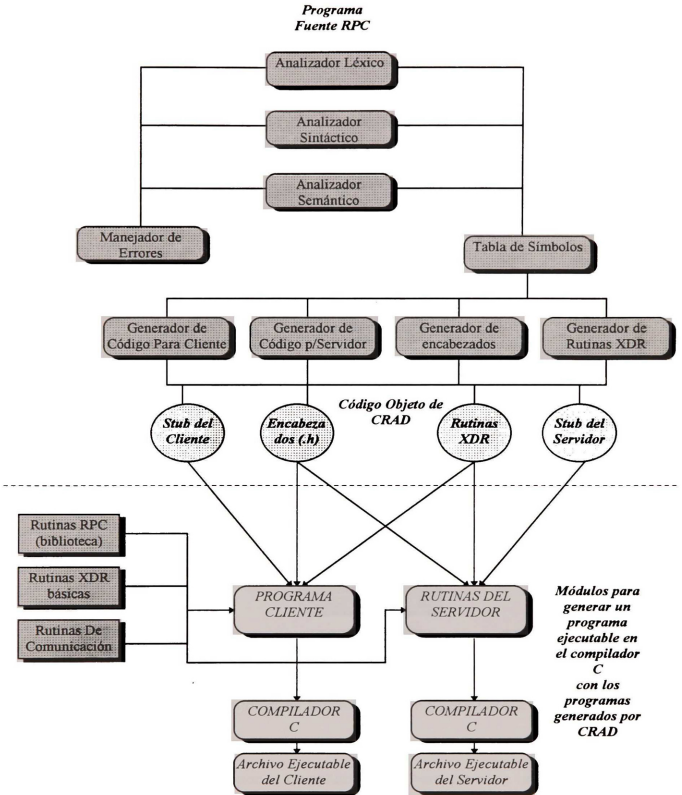 Programa
Fuente RPC
Analizador Léxico
Analizador
Sintáctico
Analizador
Semántico
Manejador de
Errores
Tabla de Símbolos
Generador de
Código Para Cliente
Generador de
Código p/Servidor
Generador de
encabezados
Generador de
Rutinas XDR
Código Objeto de
CRAD
Stub del
Cliente
Encabeza
dos (.h)
Rutinas
XDR
Stub del
Servidor
Rutinas RPC
(biblioteca)
Rutinas XDR
básicas
Rutinas De
Comunicación
PROGRAMA
CLIENTE
RUTINAS DEL
SERVIDOR
Módulos para
generar un
programa
ejecutable en
el compilador
C
con los
programas
generados por
CRAD
COMPILADOR
C
COMPILADOR
C
Archivo Ejecutable
del Cliente
Archivo Ejecutable
del Servidor